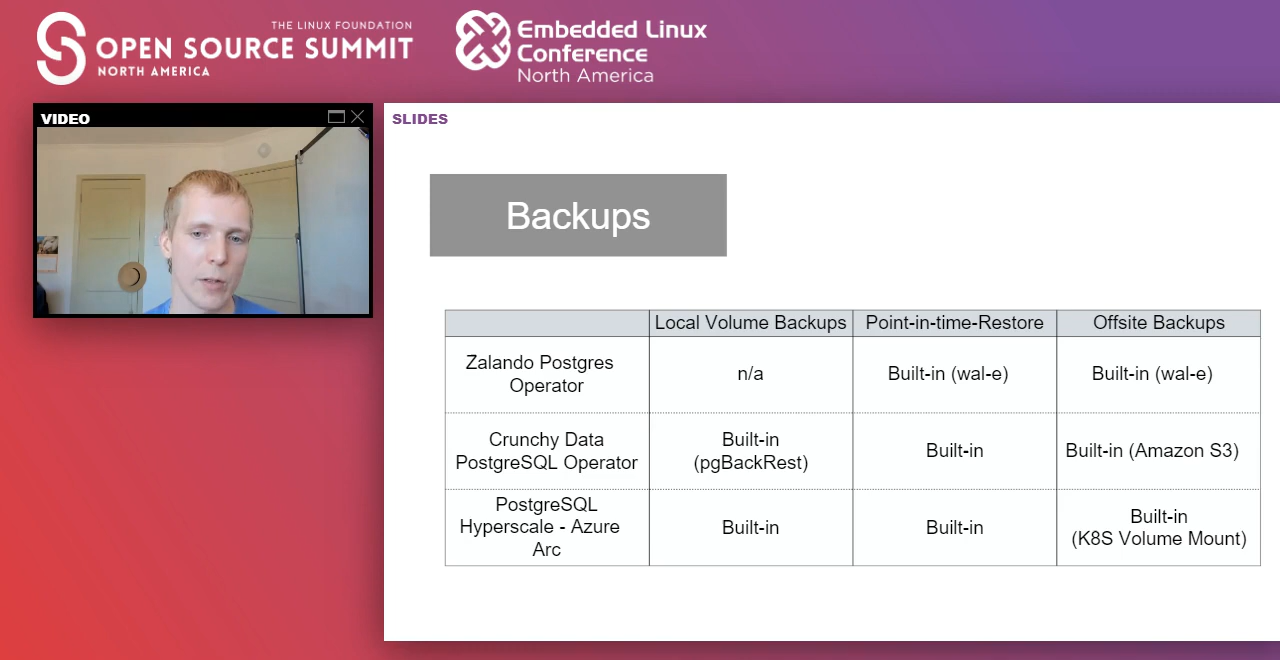 THE LINUX FOUNDATION
OPEN SOURCE SUMMIT
NORTH AMERICA
Embedded Linux
Conference
North America
VIDEO
SLIDES
Backups
Local Volume Backups
Point-in-time-Restore
Offsite Backups
Zalando Postgres
Operator
n/a
Built-in (wal-e)
Built-in (wal-e)
Crunchy Data
PostgreSQL Operator
Built-in
(pgBackRest)
Built-in
Built-in (Amazon S3)
PostgreSQL
Hyperscale - Azure
Arc
Built-in
Built-in
Built-in
(K8S Volume Mount)